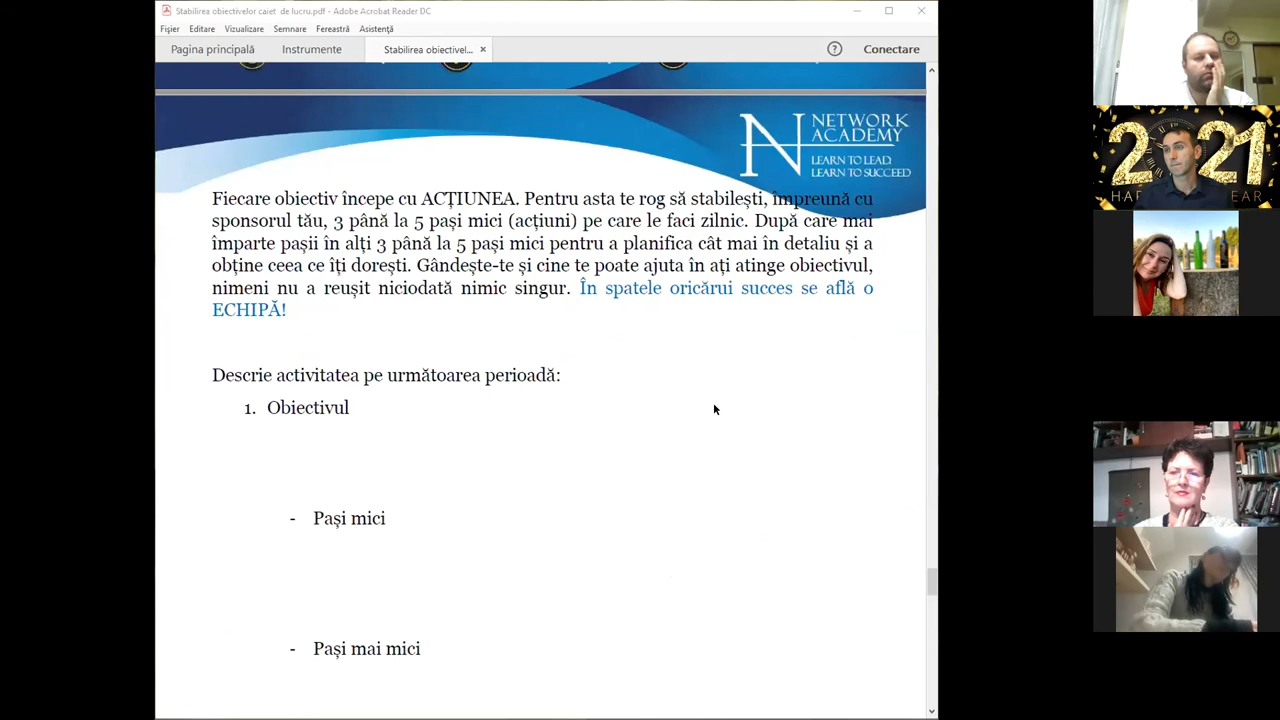 Stabilirea obiectivelor caiet de lucru.pdf - Adobe Acrobat Reader DC
Fișier Editare Vizualizare Semnare Fereastră Asistență
Pagina principală Instrumente Stabilirea obiectivel... × ? Conectare
NETWORK
ACADEMY
LEARN TO LEAD,
LEARN TO SUCCEED
Fiecare obiectiv începe cu ACȚIUNEA. Pentru asta te rog să stabilești, împreună cu
sponsorul tău, 3 până la 5 pași mici (acțiuni) pe care le faci zilnic. După care mai
împarte pașii în alți 3 până la 5 pași mici pentru a planifica cât mai în detaliu și a
obține ceea ce îți dorești. Gândește-te și cine te poate ajuta în ați atinge obiectivul,
nimeni nu a reușit niciodată nimic singur. În spatele oricărui succes se află o
ECHIPĂ!
Descrie activitatea pe următoarea perioadă:
1. Obiectivul
- Pași mici
- Pași mai mici
2021